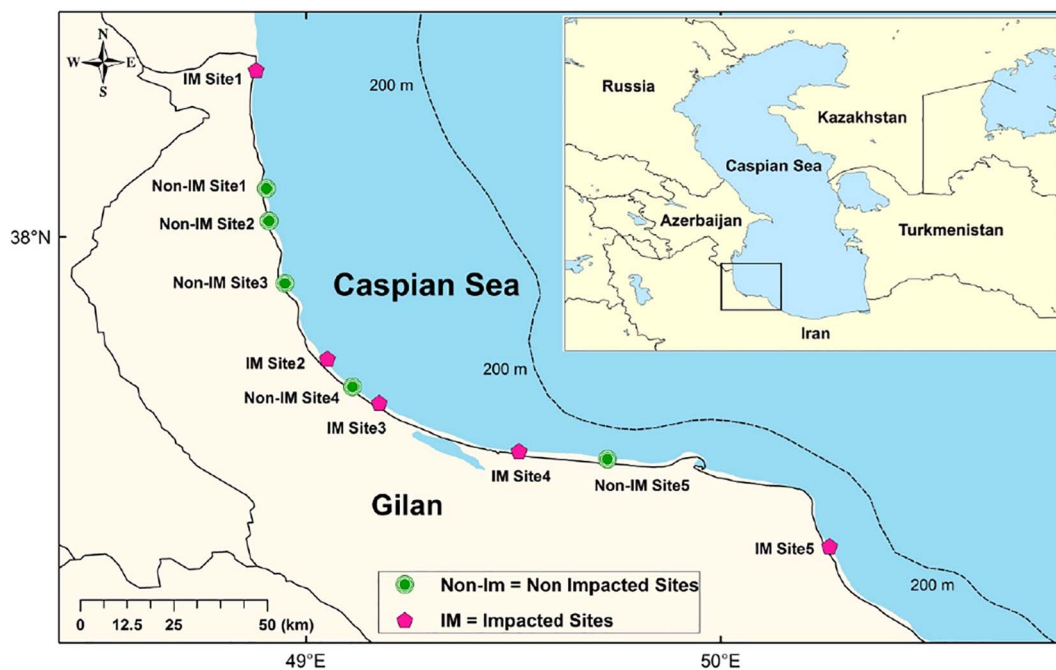 N
W E
S
IM Site1
200 m
Non-IM Site1
Non-IM Site2
38°N
Non-IM Site3
Caspian Sea
IM Site2
200 m
Non-IM Site4
IM Site3
IM Site4
Non-IM Site5
Gilan
IM Site5
200 m
Non-Im = Non Impacted Sites
IM = Impacted Sites
0 12.5 25 50 (km)
49°E
50°E
Russia
Kazakhstan
Caspian Sea
Azerbaijan
Turkmenistan
Iran